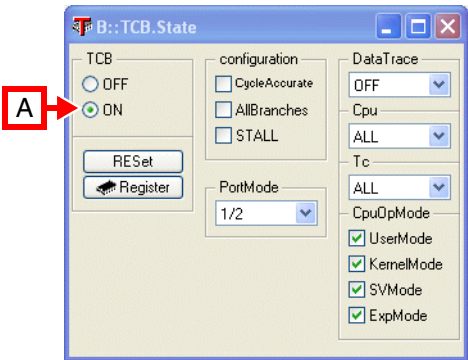 B::TCB.State
TCB
OFF
A
ON
RESet
Register
configuration
CycleAccurate
AllBranches
STALL
PortMode
1/2
DataTrace
OFF
Cpu
ALL
Tc
ALL
CpuOpMode
UserMode
KernelMode
SVMode
ExpMode